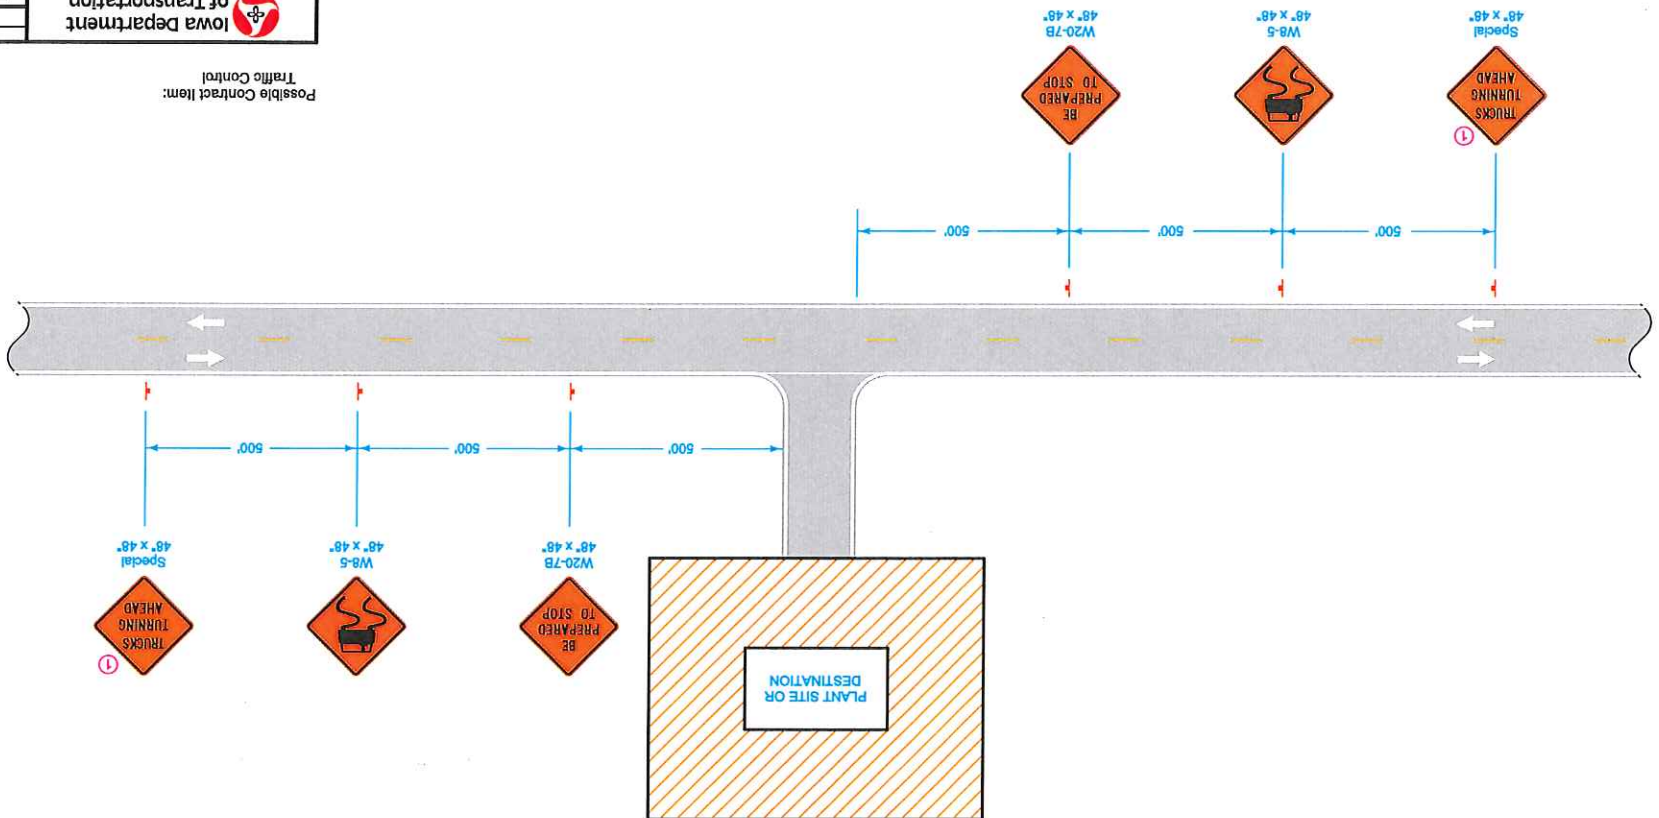 PLANT SITE OR
DESTINATION
BE
PREPARED
TO STOP
W20-7B
48" x 48"
W8-5
48" x 48"
①
TRUCKS
TURNING
AHEAD
Special
48" x 48"
500'
500'
500'
500'
500'
500'
①
TRUCKS
TURNING
AHEAD
Special
48" x 48"
W8-5
48" x 48"
BE
PREPARED
TO STOP
W20-7B
48" x 48"
Possible Contract Item:
Traffic Control
Iowa Department
of Transportation